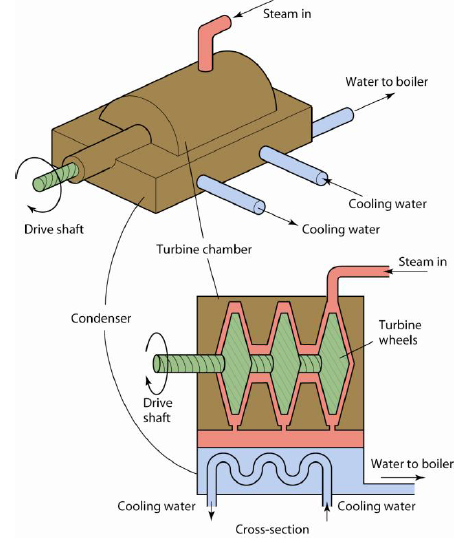 Steam in
Water to boiler
Cooling water
Cooling water
Drive shaft
Turbine chamber
Steam in
Condenser
Turbine
wheels
Drive
shaft
Water to boiler
Cooling water
Cooling water
Cross-section